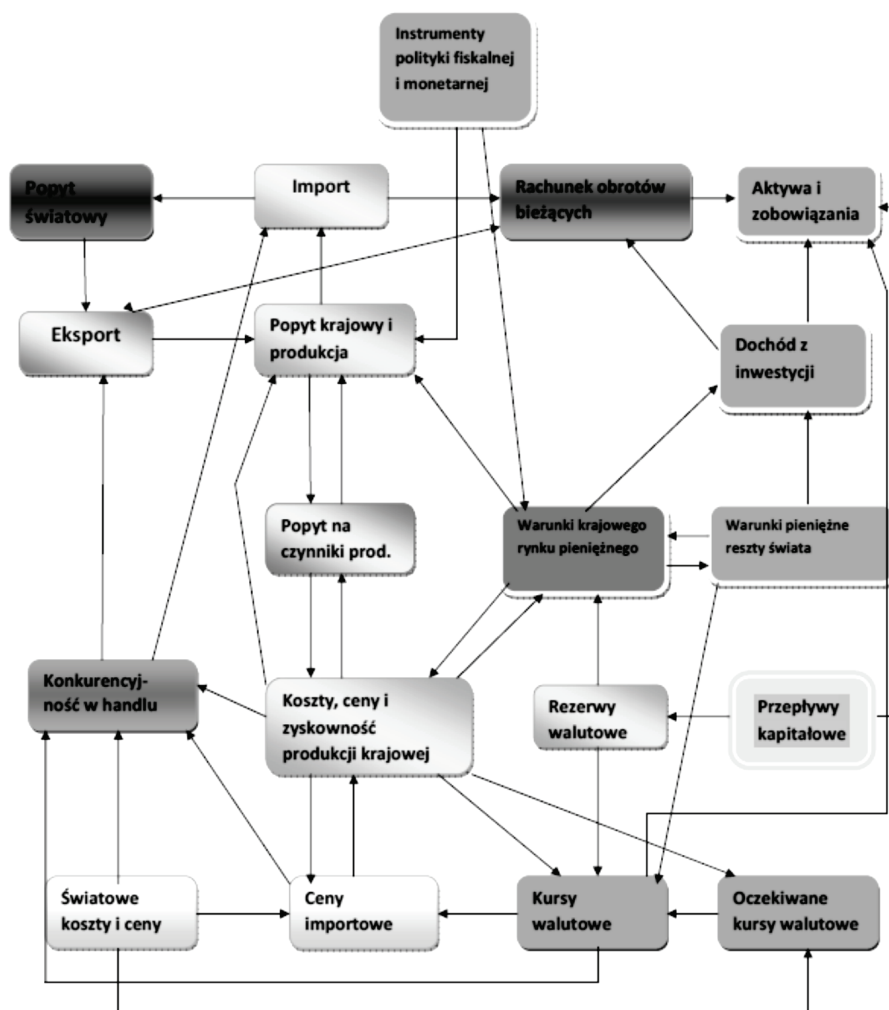 Instrumenty
polityki fiskalnej
i monetarnej
Popyt
światowy
Import
Rachunek obrotów
bieżących
Aktywa i
zobowiązania
Eksport
Popyt krajowy i
produkcja
Dochód z
inwestycji
Popyt na
czynniki prod.
Warunki krajowego
rynku pieniężnego
Warunki pieniężne
reszty świata
Konkurencyj-
ność w handlu
Koszty, ceny i
zyskowność
produkcji krajowej
Rezerwy
walutowe
Przepływy
kapitałowe
Światowe
koszty i ceny
Ceny
importowe
Kursy
walutowe
Oczekiwane
kursy walutowe